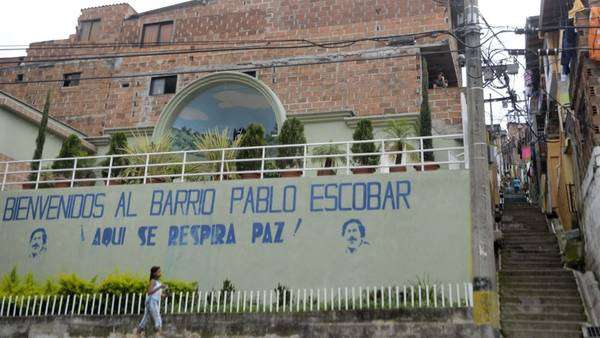 BIENVENIDOS AL BARRIO PABLO ESCOBAR
¡AQUI SE RESPIRA PAZ!